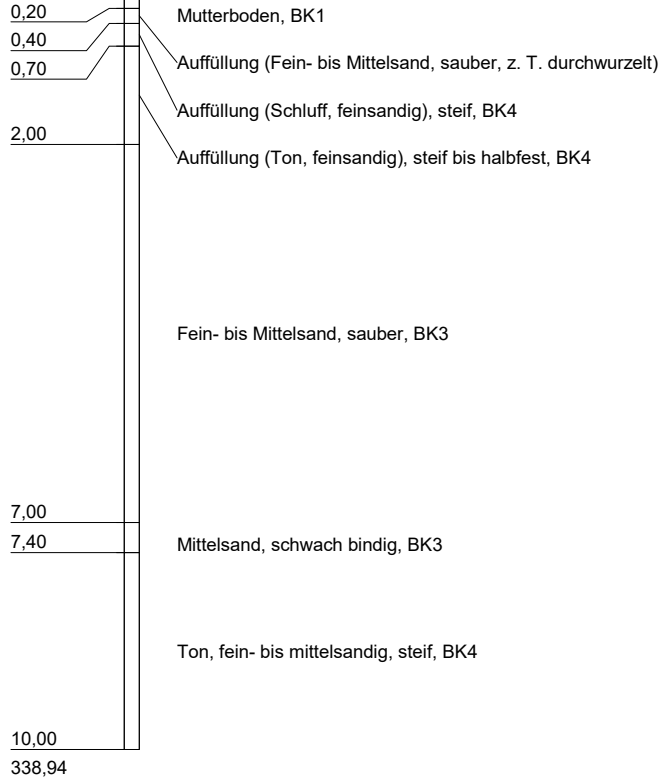 0,20
Mutterboden, BK1
0,40
Auffüllung (Fein- bis Mittelsand, sauber, z. T. durchwurzelt)
0,70
Auffüllung (Schluff, feinsandig), steif, BK4
2,00
Auffüllung (Ton, feinsandig), steif bis halbfest, BK4
Fein- bis Mittelsand, sauber, BK3
7,00
7,40
Mittelsand, schwach bindig, BK3
Ton, fein- bis mittelsandig, steif, BK4
10,00
338,94